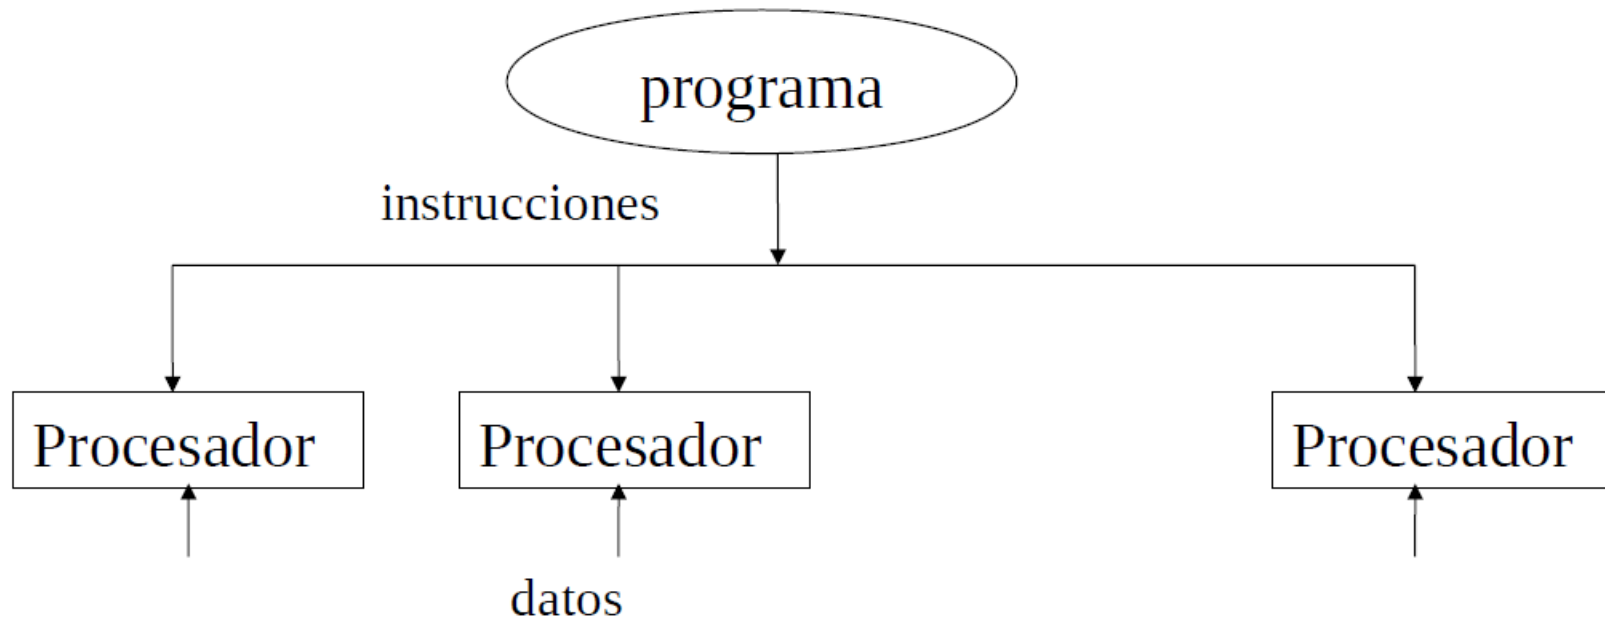 programa
instrucciones
Procesador
Procesador
Procesador
datos